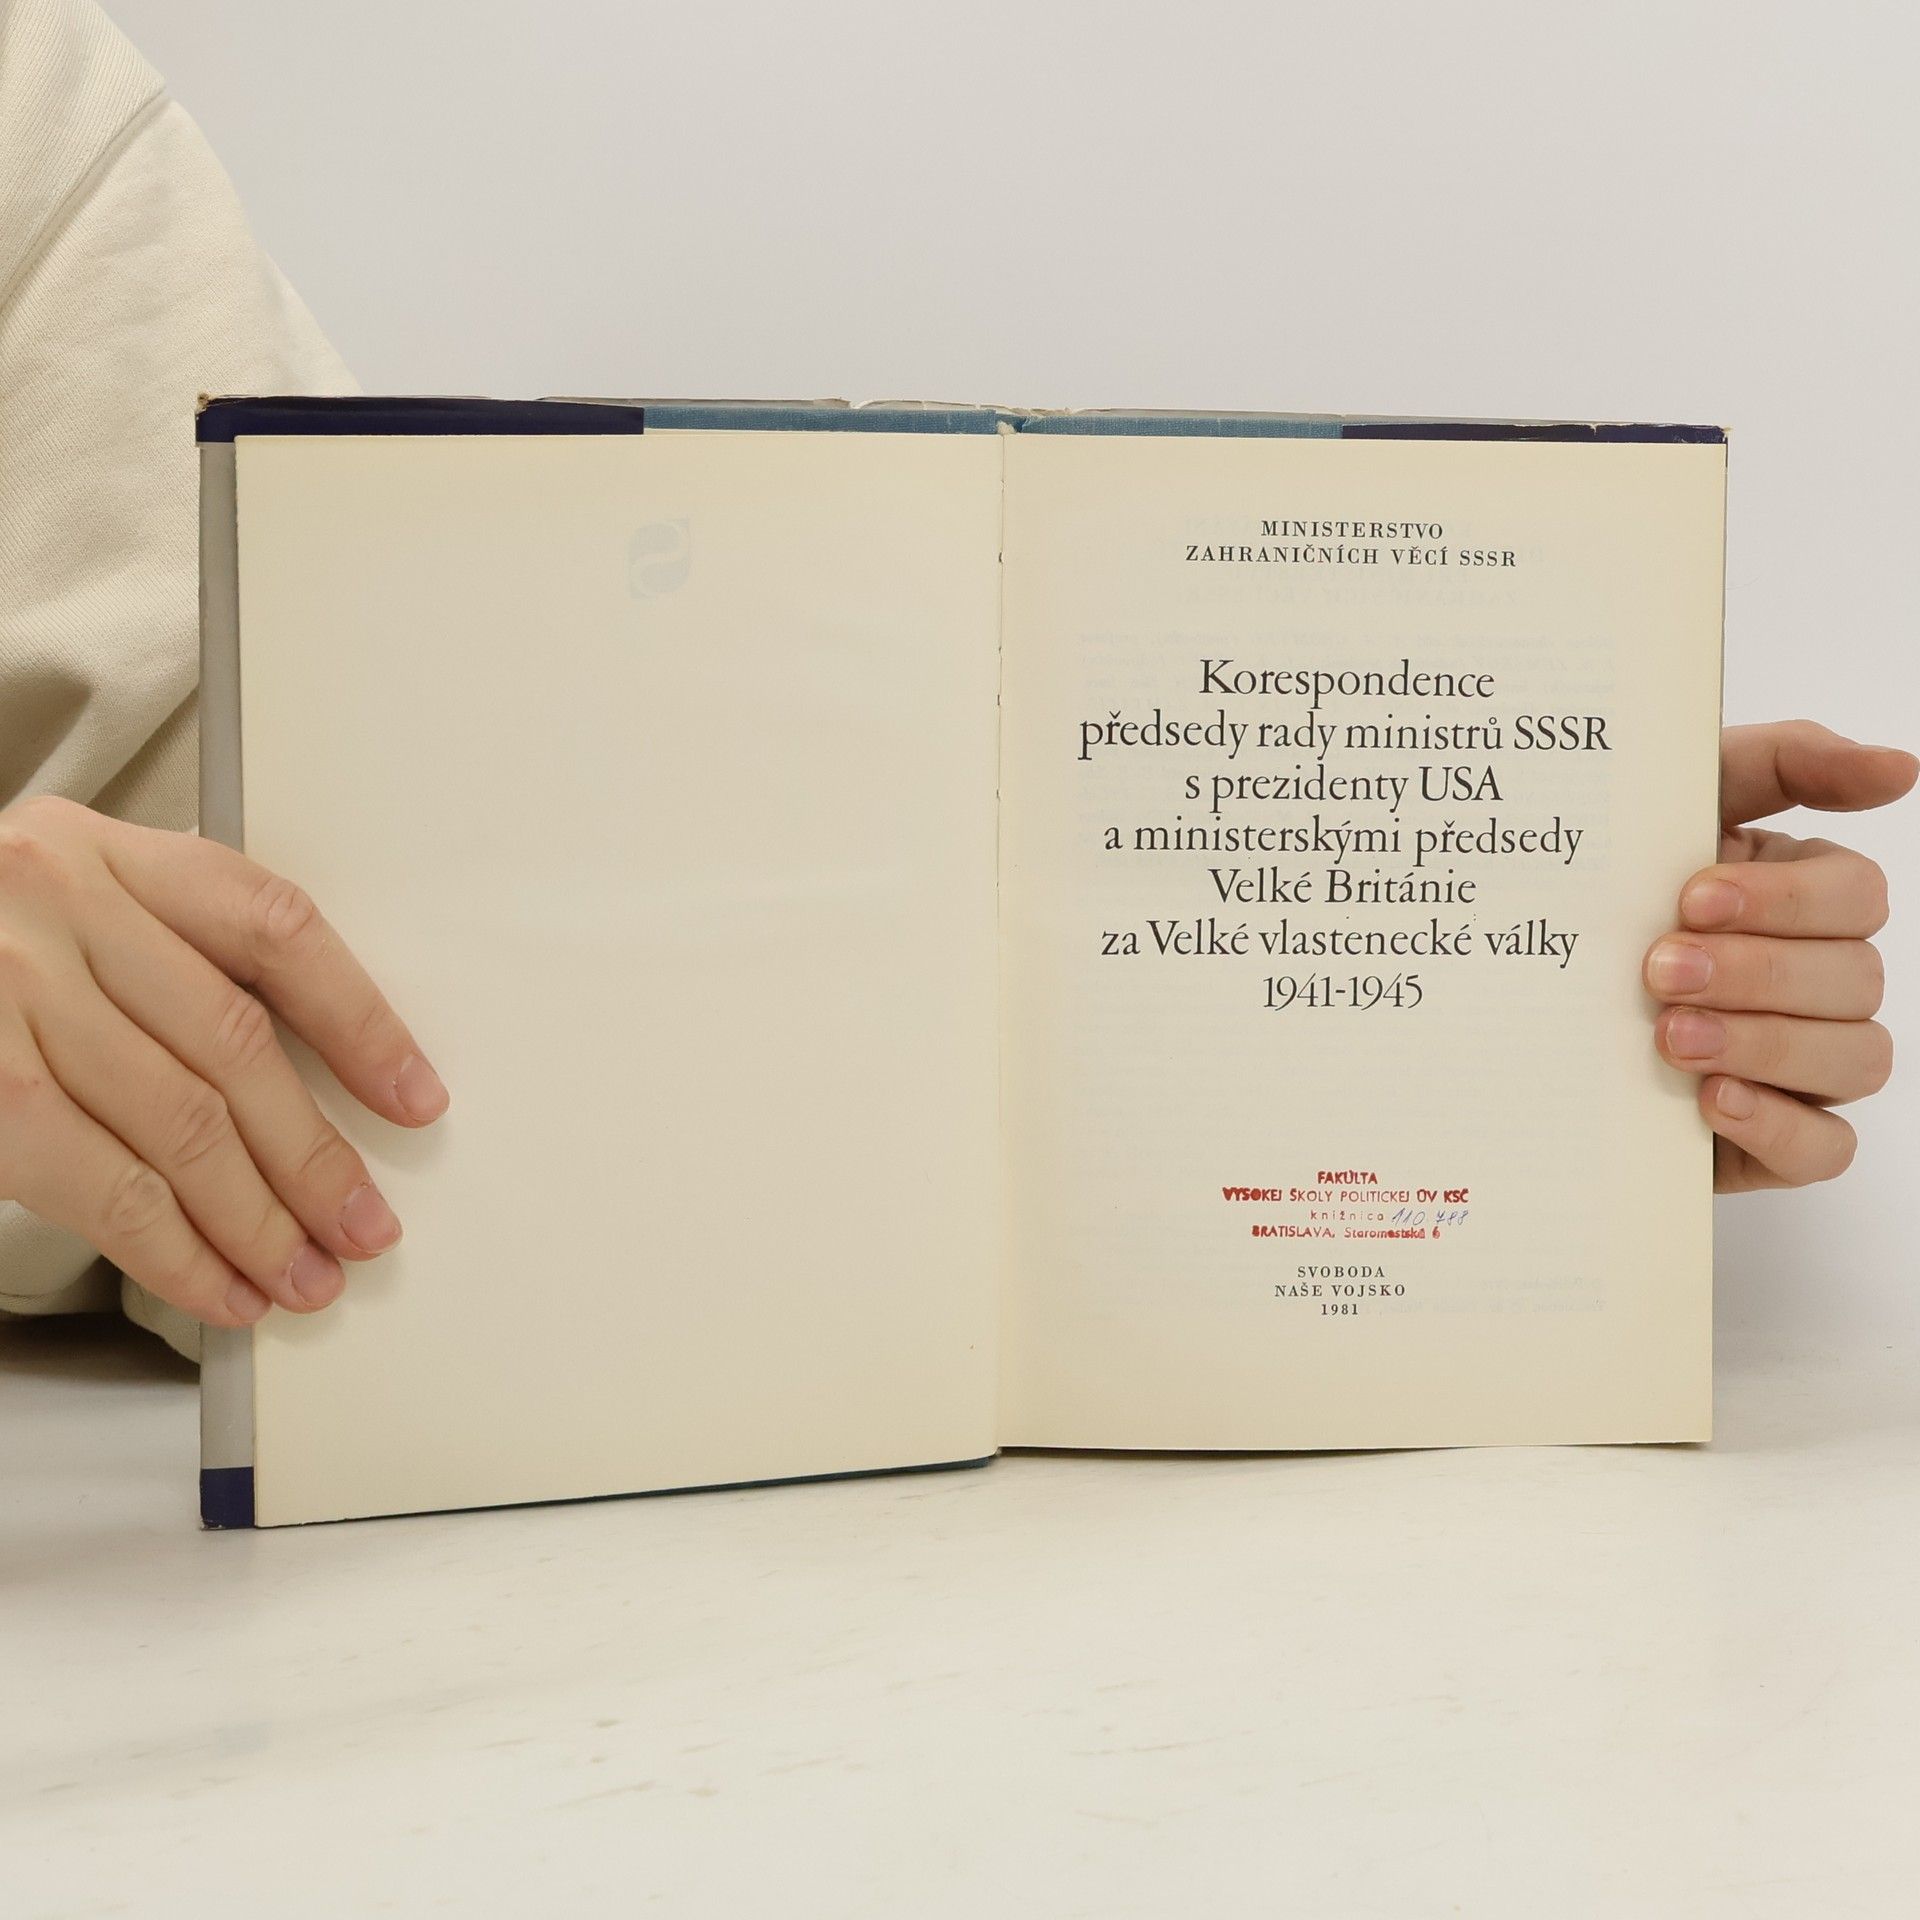 MINISTERSTVO
ZAHRANIČNÍCH VĚCÍ SSSR
Korespondence
předsedy rady ministrů SSSR
s prezidenty USA
a ministerskými předsedy
Velké Británie
za Velké vlastenecké války
1941-1945
FAKULTA
VYSOKEJ ŠKOLY POLITICKEJ ÚV KSČ
knižnica 110 788
BRATISLAVA, Staromestská 6
SVOBODA
NAŠE VOJSKO
1981